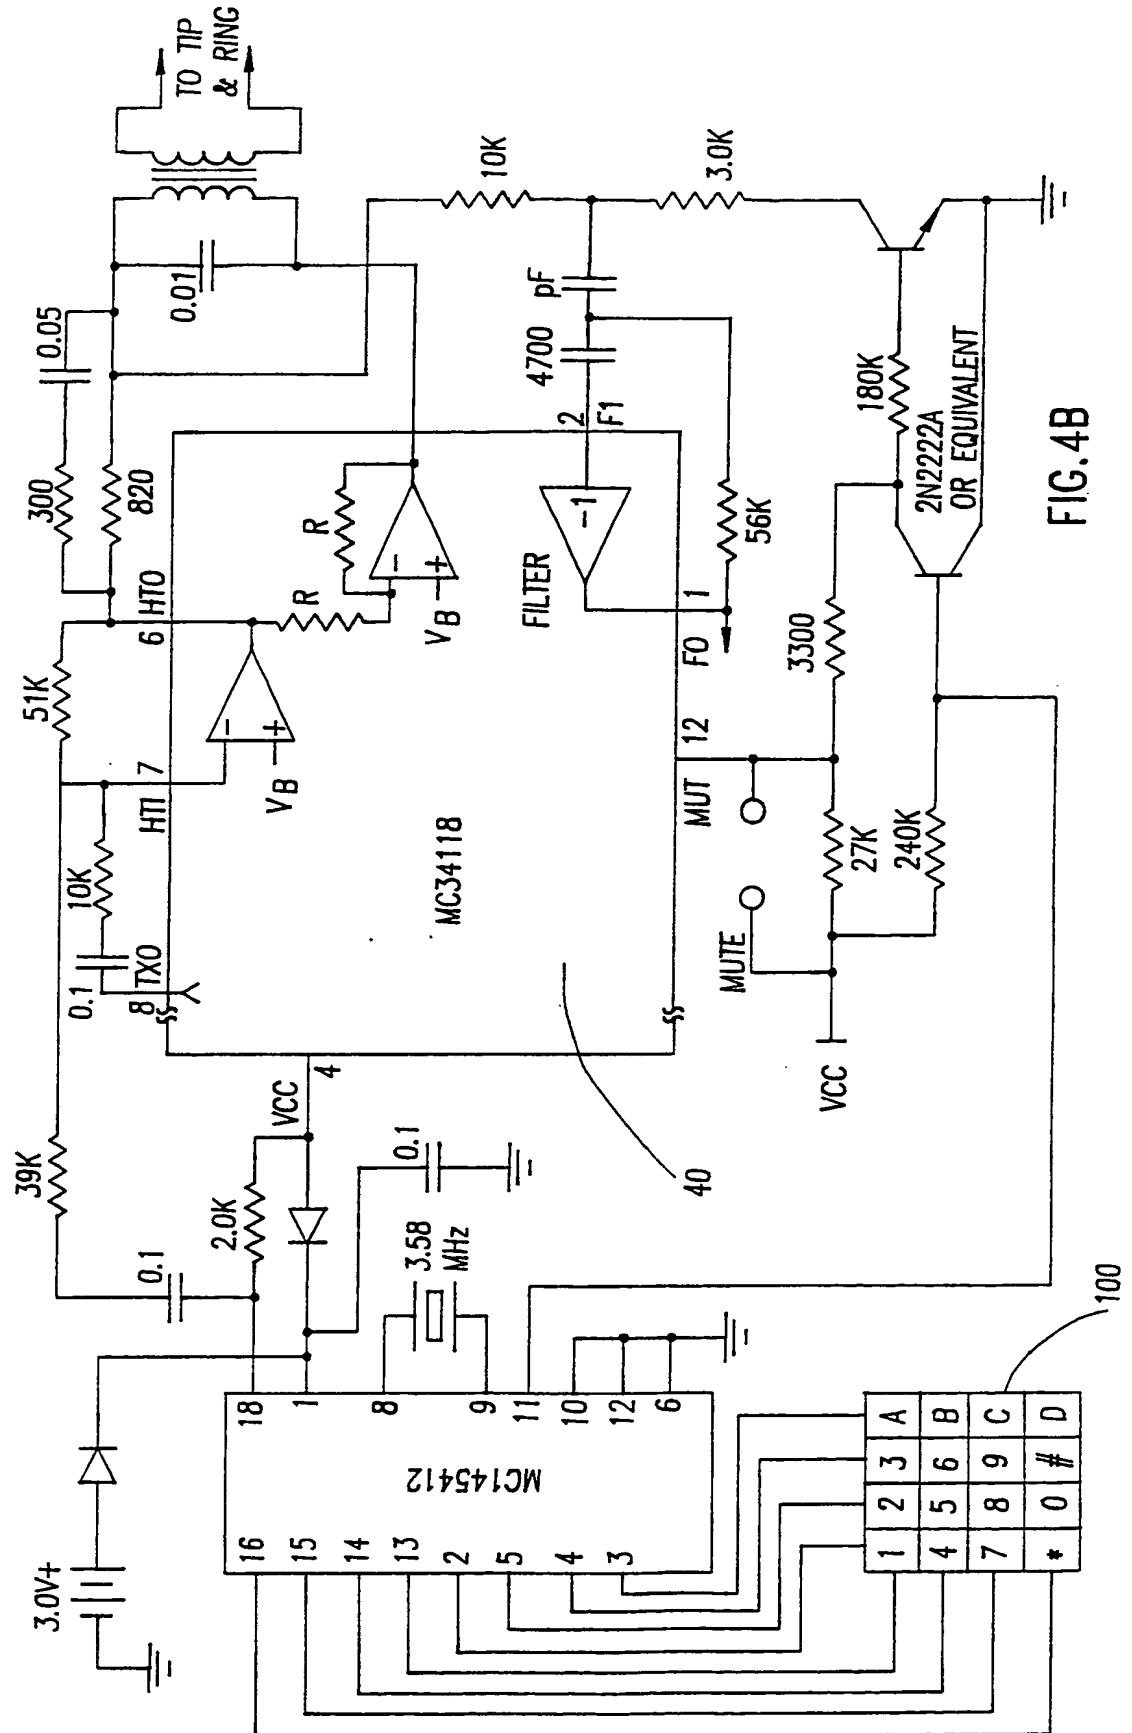 3.0V+
39K
51K
300
0.05
820
TO TIP
& RING
0.01
0.1
2.0K
VCC
4
0.1
8
TXO
0.1
10K
HTI
7
6
HTO
VB
R
R
VB
MC34118
FILTER
-1
2
F1
4700
pF
10K
3.0K
56K
FO
1
MUT
12
MUTE
27K
240K
3300
180K
2N2222A
OR EQUIVALENT
VCC
40
0.1
3.58
MHz
MC145412
18
1
8
9
11
10
12
6
16
15
14
13
2
5
4
3
1 2 3 A
4 5 6 B
7 8 9 C
* 0 # D
100
FIG.4B